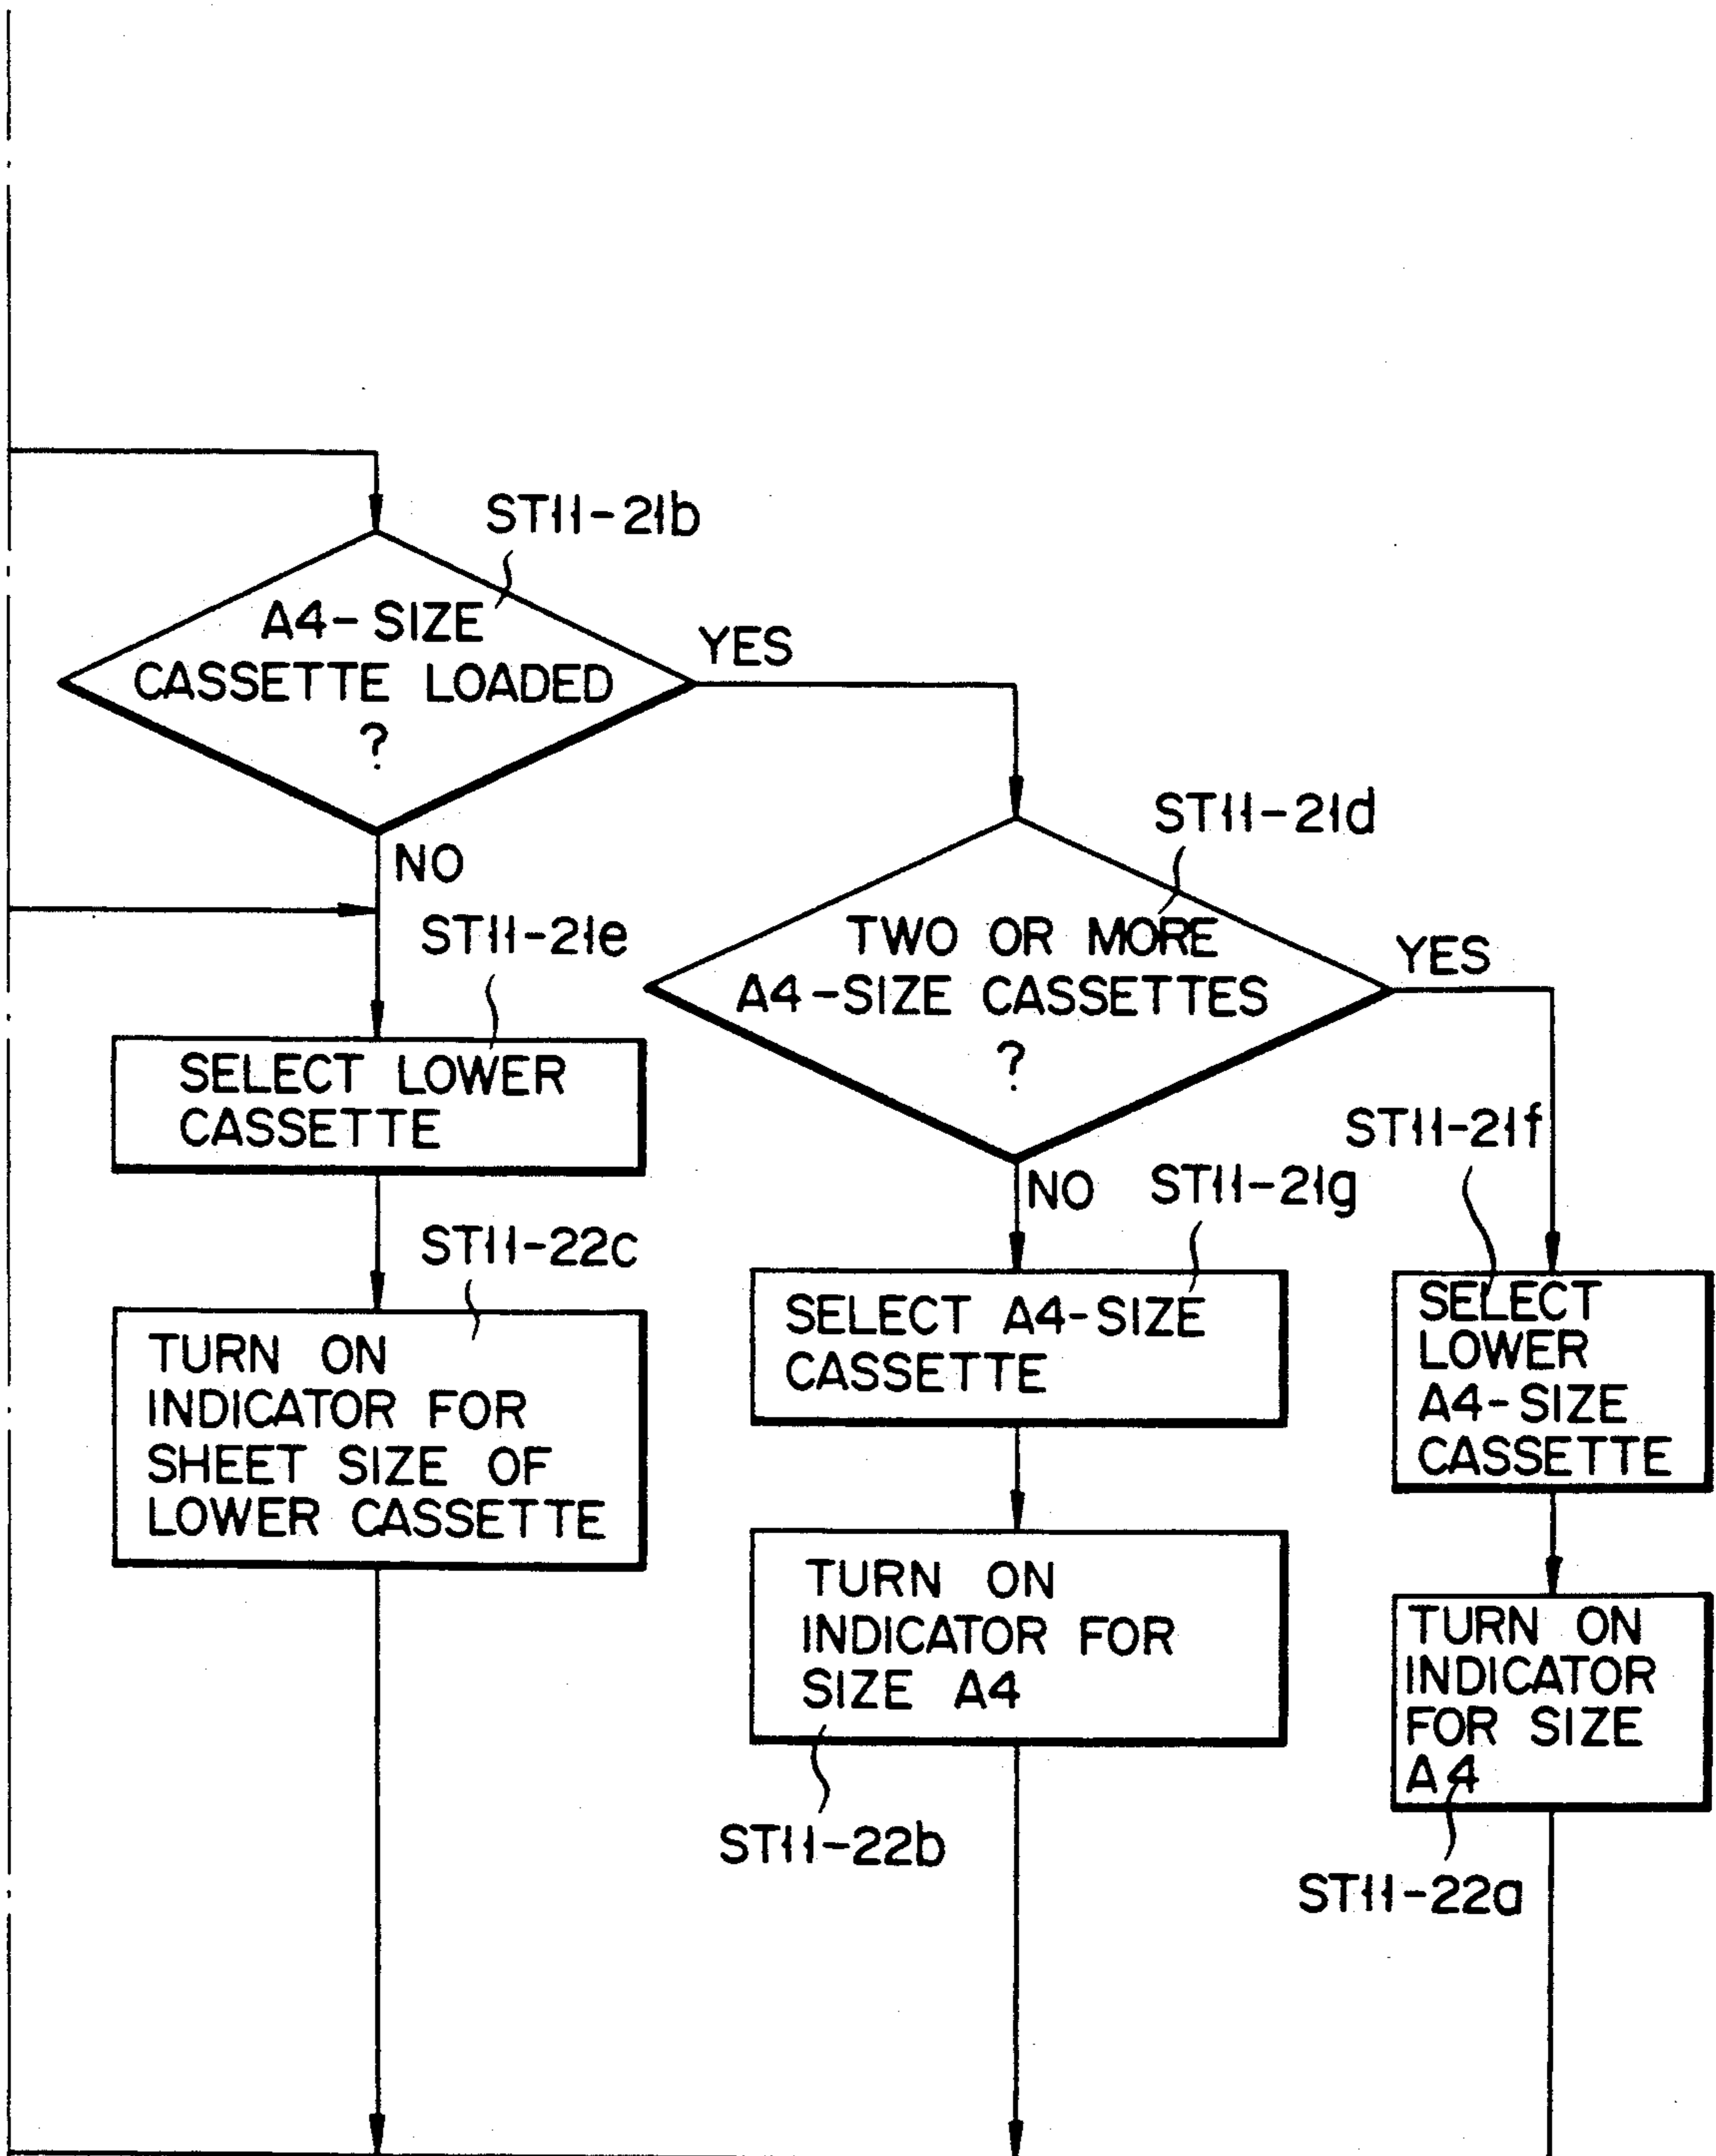 ST11-21b
A4-SIZE
CASSETTE LOADED
?
YES
NO
ST11-21d
TWO OR MORE
A4-SIZE CASSETTES
?
YES
NO
ST11-21e
SELECT LOWER
CASSETTE
ST11-22c
TURN ON
INDICATOR FOR
SHEET SIZE OF
LOWER CASSETTE
ST11-21g
SELECT A4-SIZE
CASSETTE
TURN ON
INDICATOR FOR
SIZE A4
ST11-22b
ST11-21f
SELECT
LOWER
A4-SIZE
CASSETTE
TURN ON
INDICATOR
FOR SIZE
A4
ST11-22a